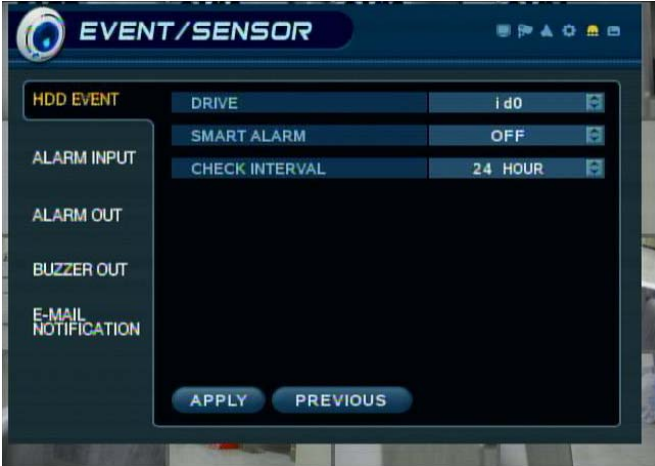 EVENT/SENSOR
HDD EVENT
DRIVE id0
SMART ALARM OFF
ALARM INPUT
CHECK INTERVAL 24 HOUR
ALARM OUT
BUZZER OUT
E-MAIL
NOTIFICATION
APPLY PREVIOUS